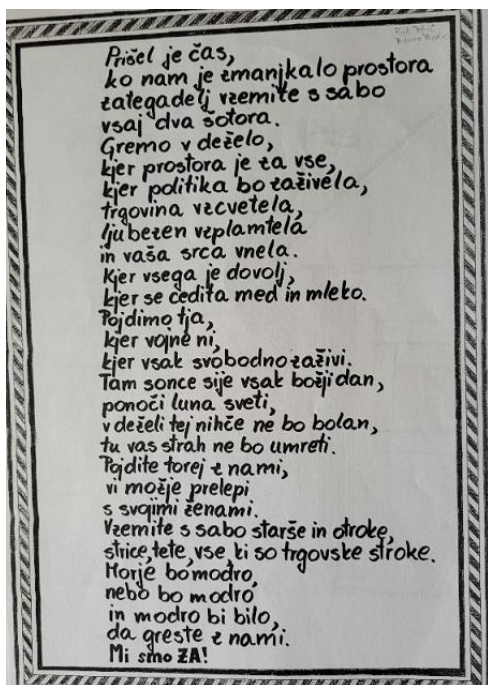 Prišel je čas,
ko nam je zmanjkalo prostora
zategadelj vzemite s sabo
vsaj dva šotora.
Gremo v deželo,
kjer prostora je za vse,
kjer politika bo zaživela,
trgovina vzcvetela,
ljubezen vzplamtela
in vaša srca vnela.
Kjer vsega je dovolj,
kjer se cedita med in mleko.
Pojdimo tja,
kjer vojne ni,
kjer vsak svobodno zaživi.
Tam sonce sije vsak božji dan,
ponoči luna sveti,
v deželi tej nihče ne bo bolan,
tu vas strah ne bo umreti.
Pojdite torej z nami,
vi možje prelepi
s svojimi ženami.
Vzemite s sabo starše in otroke,
strice, tete, vse ki so trgovske stroke.
Morje bo modro,
nebo bo modro
in modro bi bilo,
da greste z nami.
Mi smo ZA!